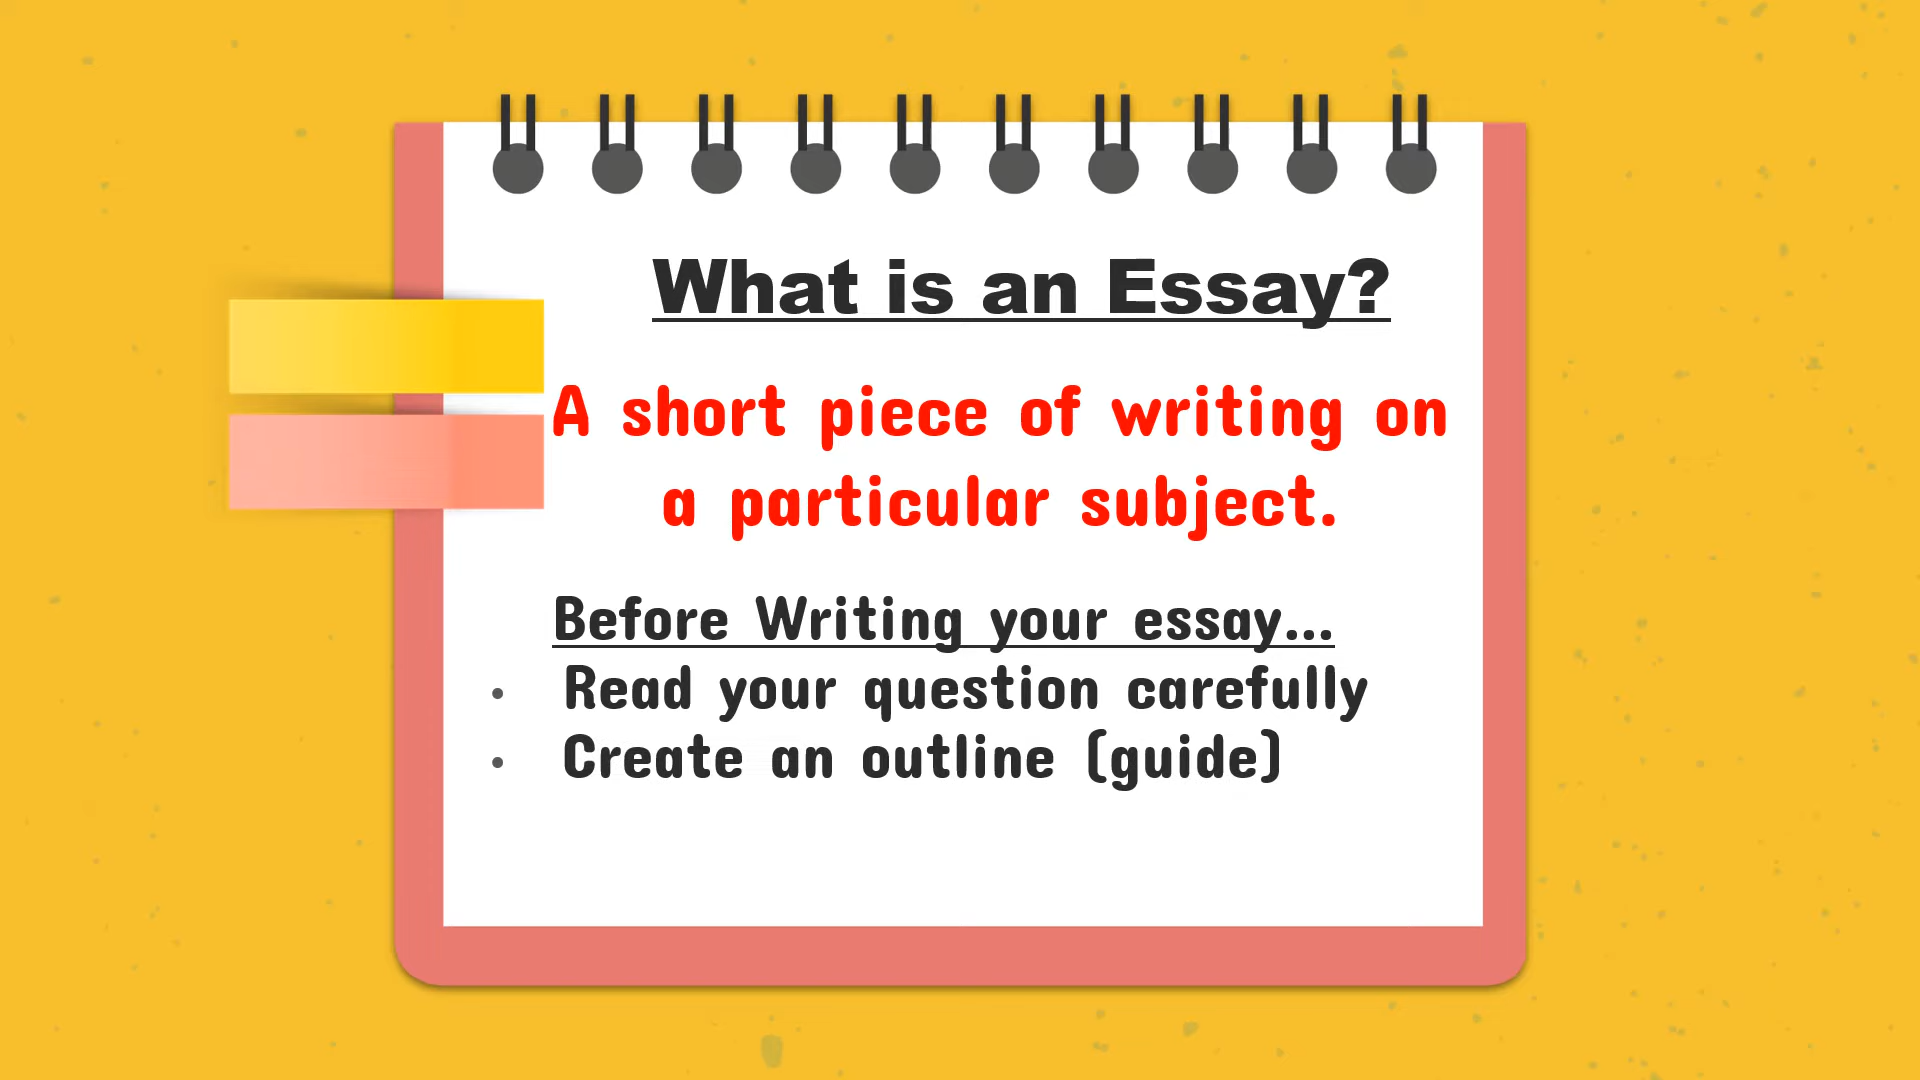 What is an Essay?
A short piece of writing on
a particular subject.
Before Writing your essay...
• Read your question carefully
• Create an outline (guide)